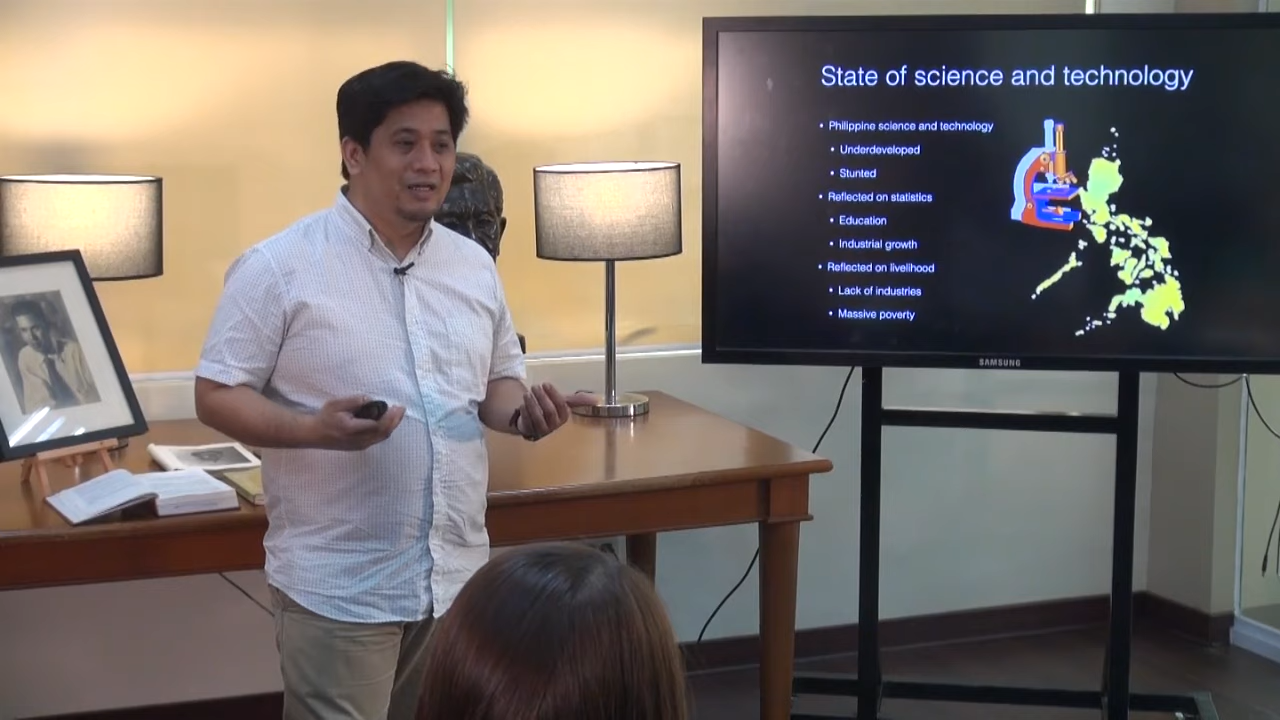 State of science and technology
• Philippine science and technology
• Underdeveloped
• Stunted
• Reflected on statistics
• Education
• Industrial growth
• Reflected on livelihood
• Lack of industries
• Massive poverty
SAMSUNG